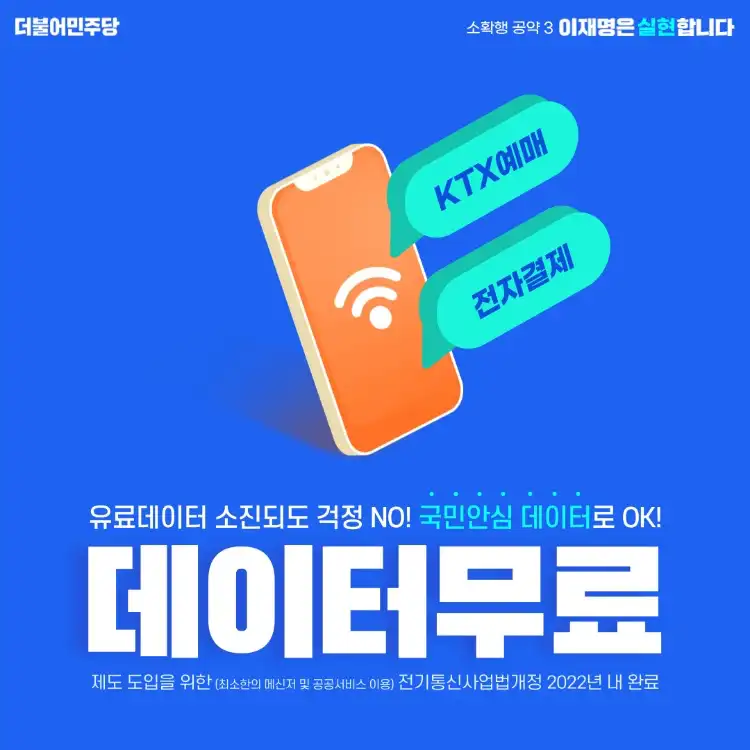 더불어민주당
소확행 공약 3 이재명은 실현합니다
KTX예매
전자결제
유료데이터 소진되도 걱정 NO! 국민안심 데이터로 OK!
데이터무료
제도 도입을 위한 (최소한의 메신저 및 공공서비스 이용) 전기통신사업법개정 2022년 내 완료